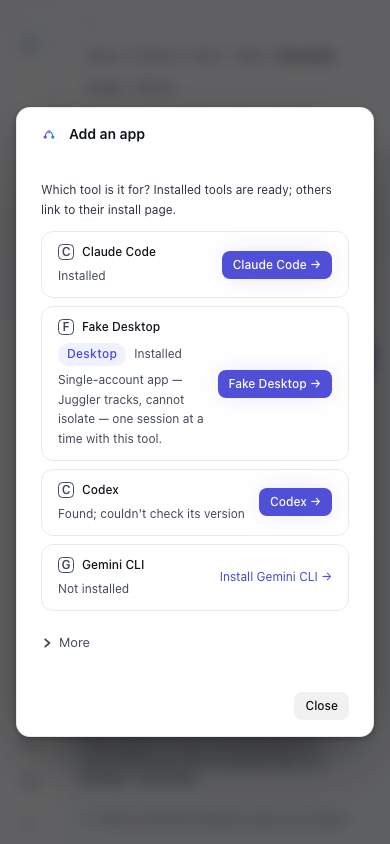 Add an app
Which tool is it for? Installed tools are ready; others
link to their install page.
C Claude Code
Installed
Claude Code →
F Fake Desktop
Desktop Installed
Single-account app —
Juggler tracks, cannot
isolate — one session at a
time with this tool.
Fake Desktop →
C Codex
Found; couldn't check its version
Codex →
G Gemini CLI
Not installed
Install Gemini CLI →
More
Close